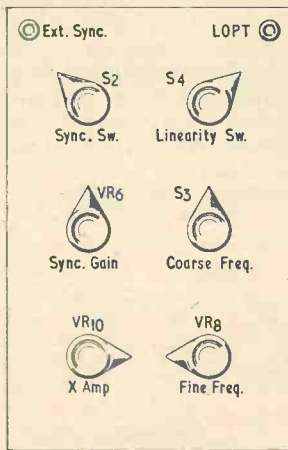 Ext. Sync. LOPT
S2 S4
Sync. Sw. Linearity Sw.
VR6 S3
Sync. Gain Coarse Freq.
VR10 VR8
X Amp Fine Freq.